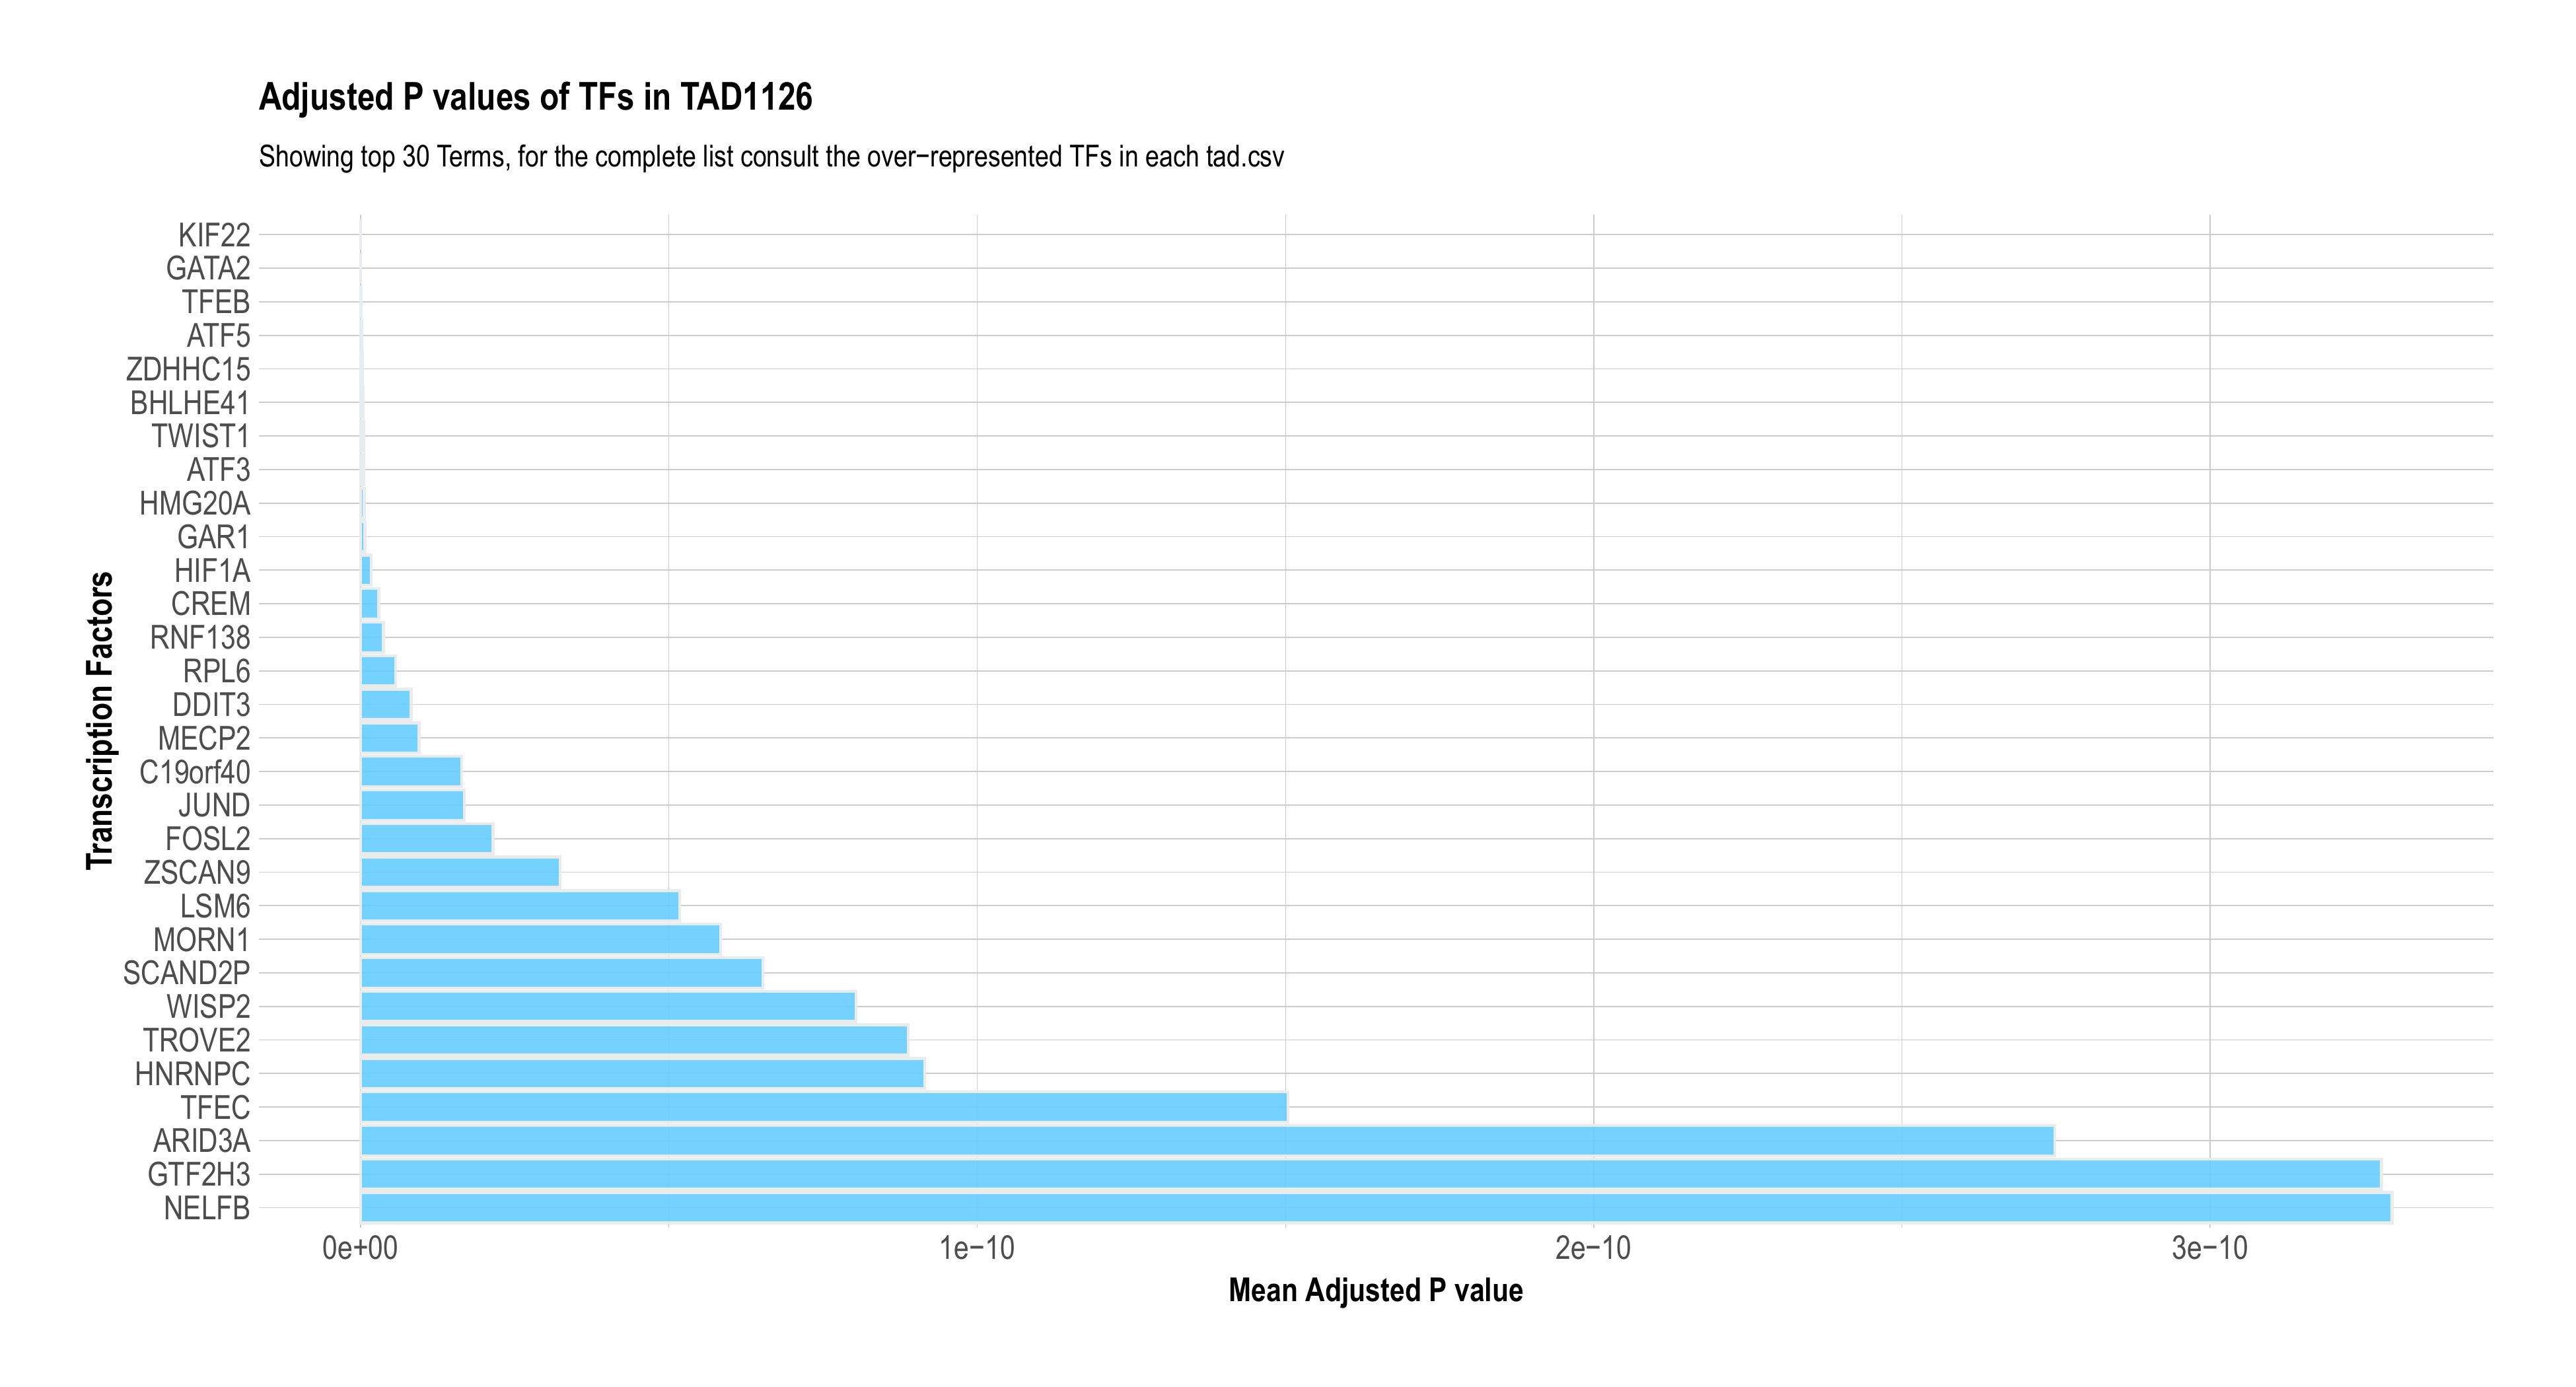 Adjusted P values of TFs in TAD1126
Showing top 30 Terms, for the complete list consult the over−represented TFs in each tad.csv
Transcription Factors
KIF22
GATA2
TFEB
ATF5
ZDHHC15
BHLHE41
TWIST1
ATF3
HMG20A
GAR1
HIF1A
CREM
RNF138
RPL6
DDIT3
MECP2
C19orf40
JUND
FOSL2
ZSCAN9
LSM6
MORN1
SCAND2P
WISP2
TROVE2
HNRNPC
TFEC
ARID3A
GTF2H3
NELFB
0e+00 1e−10 2e−10 3e−10
Mean Adjusted P value